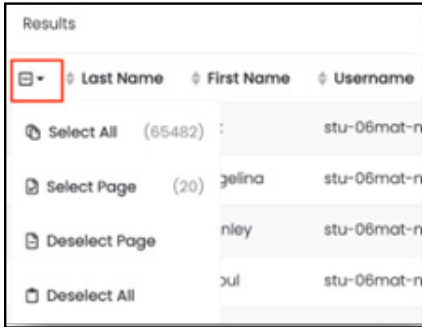 Results
Last Name First Name Username
Select All (65482) stu-06mat-n
Select Page (20) gelina stu-06mat-n
Deselect Page nley stu-06mat-n
Deselect All oul stu-06mat-n